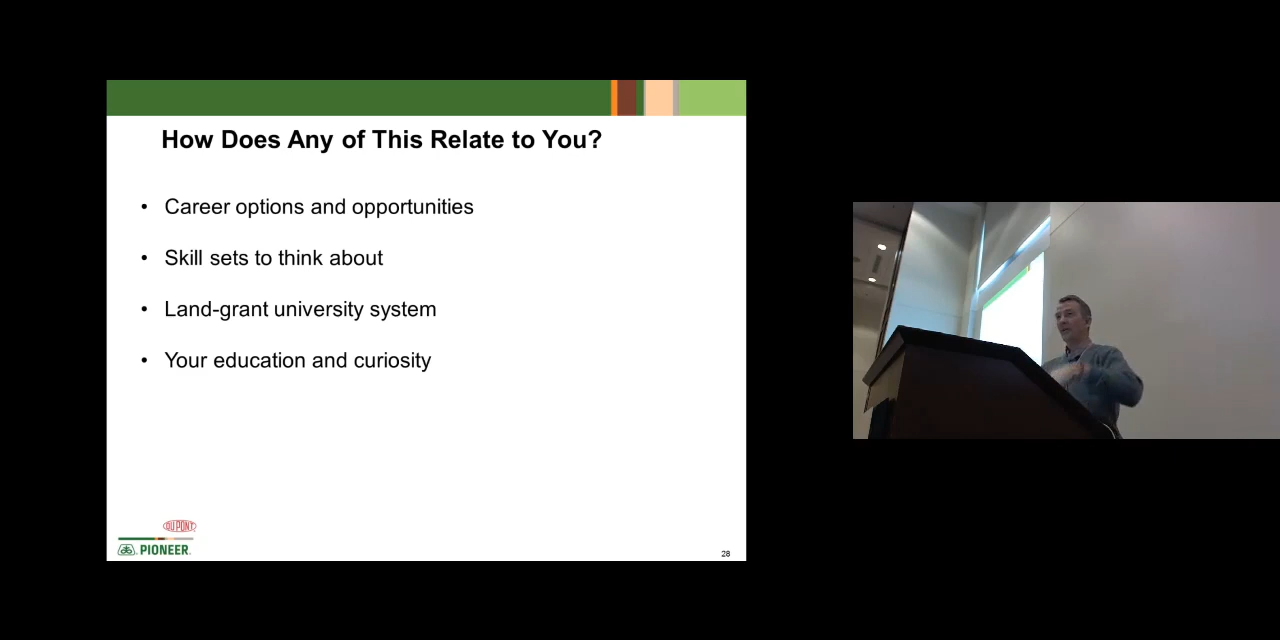 How Does Any of This Relate to You?
• Career options and opportunities
• Skill sets to think about
• Land-grant university system
• Your education and curiosity
DUPONT
PIONEER
28